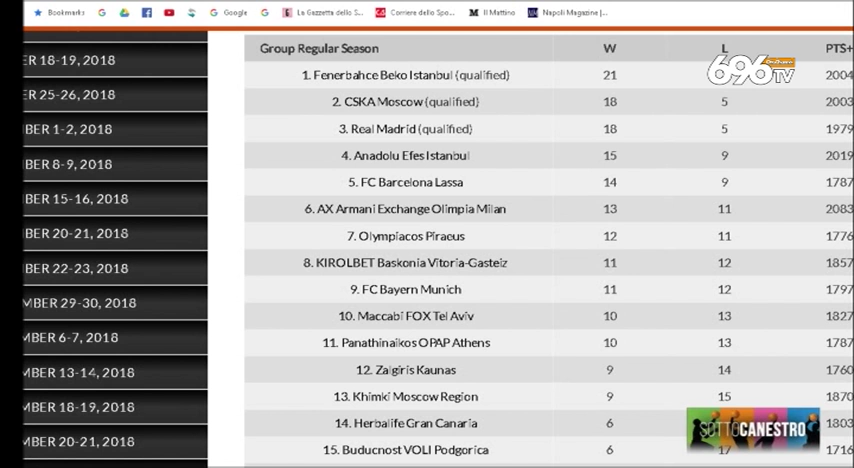 Bookmarks Google La Gazzetta dello S... Corriere dello Spo... Il Mattino Napoli Magazine |...
Group Regular Season W L PTS+
696 TV
ER 18-19, 2018
1. Fenerbahce Beko Istanbul (qualified) 21 2004
ER 25-26, 2018
2. CSKA Moscow (qualified) 18 5 2003
BER 1-2, 2018
3. Real Madrid (qualified) 18 5 1979
4. Anadolu Efes Istanbul 15 9 2019
BER 8-9, 2018
5. FC Barcelona Lassa 14 9 1787
BER 15-16, 2018
6. AX Armani Exchange Olimpia Milan 13 11 2083
BER 20-21, 2018
7. Olympiacos Piraeus 12 11 1776
BER 22-23, 2018
8. KIROLBET Baskonia Vitoria-Gasteiz 11 12 1857
9. FC Bayern Munich 11 12 1797
MBER 29-30, 2018
10. Maccabi FOX Tel Aviv 10 13 1827
MBER 6-7, 2018
11. Panathinaikos OPAP Athens 10 13 1787
MBER 13-14, 2018
12. Zalgiris Kaunas 9 14 1760
13. Khimki Moscow Region 9 15 1870
MBER 18-19, 2018
14. Herbalife Gran Canaria 6 1803
SOTTOCANESTRO
MBER 20-21, 2018
15. Buducnost VOLI Podgorica 6 17 1716